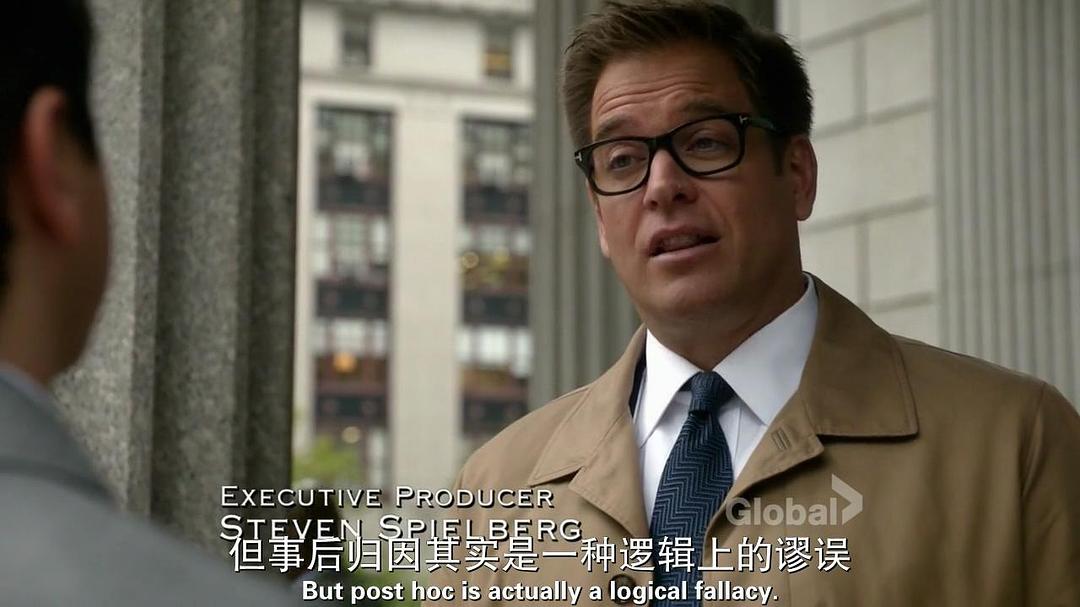 EXECUTIVE PRODUCER
STEVEN SPIELBERG
Global
但事后归因其实是一种逻辑上的谬误
But post hoc is actually a logical fallacy.